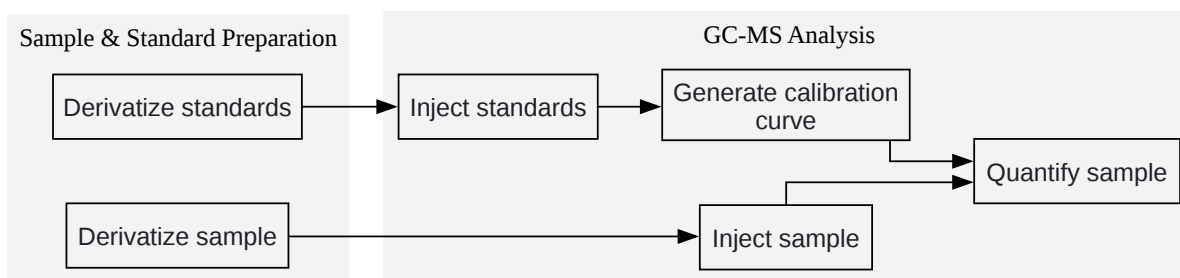 Sample & Standard Preparation
GC-MS Analysis
Derivatize standards
Inject standards
Generate calibration
curve
Quantify sample
Derivatize sample
Inject sample